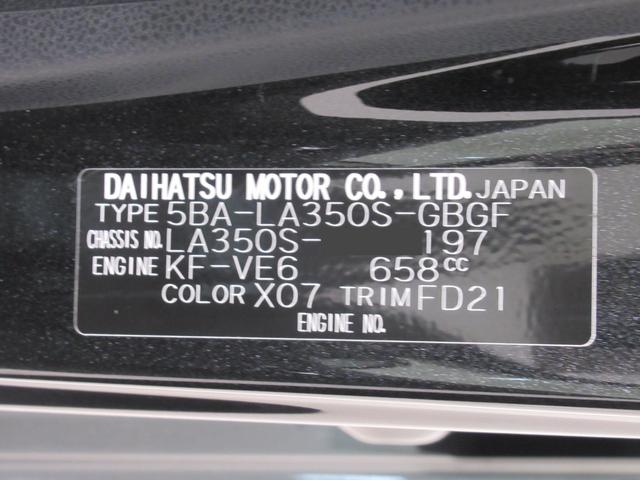 DAIHATSU MOTOR CO., LTD. JAPAN
TYPE 5BA-LA350S-GBGF
CHASSIS NO. LA350S- 197
ENGINE KF-VE6 658CC
COLOR X07 TRIM FD21
ENGINE NO.